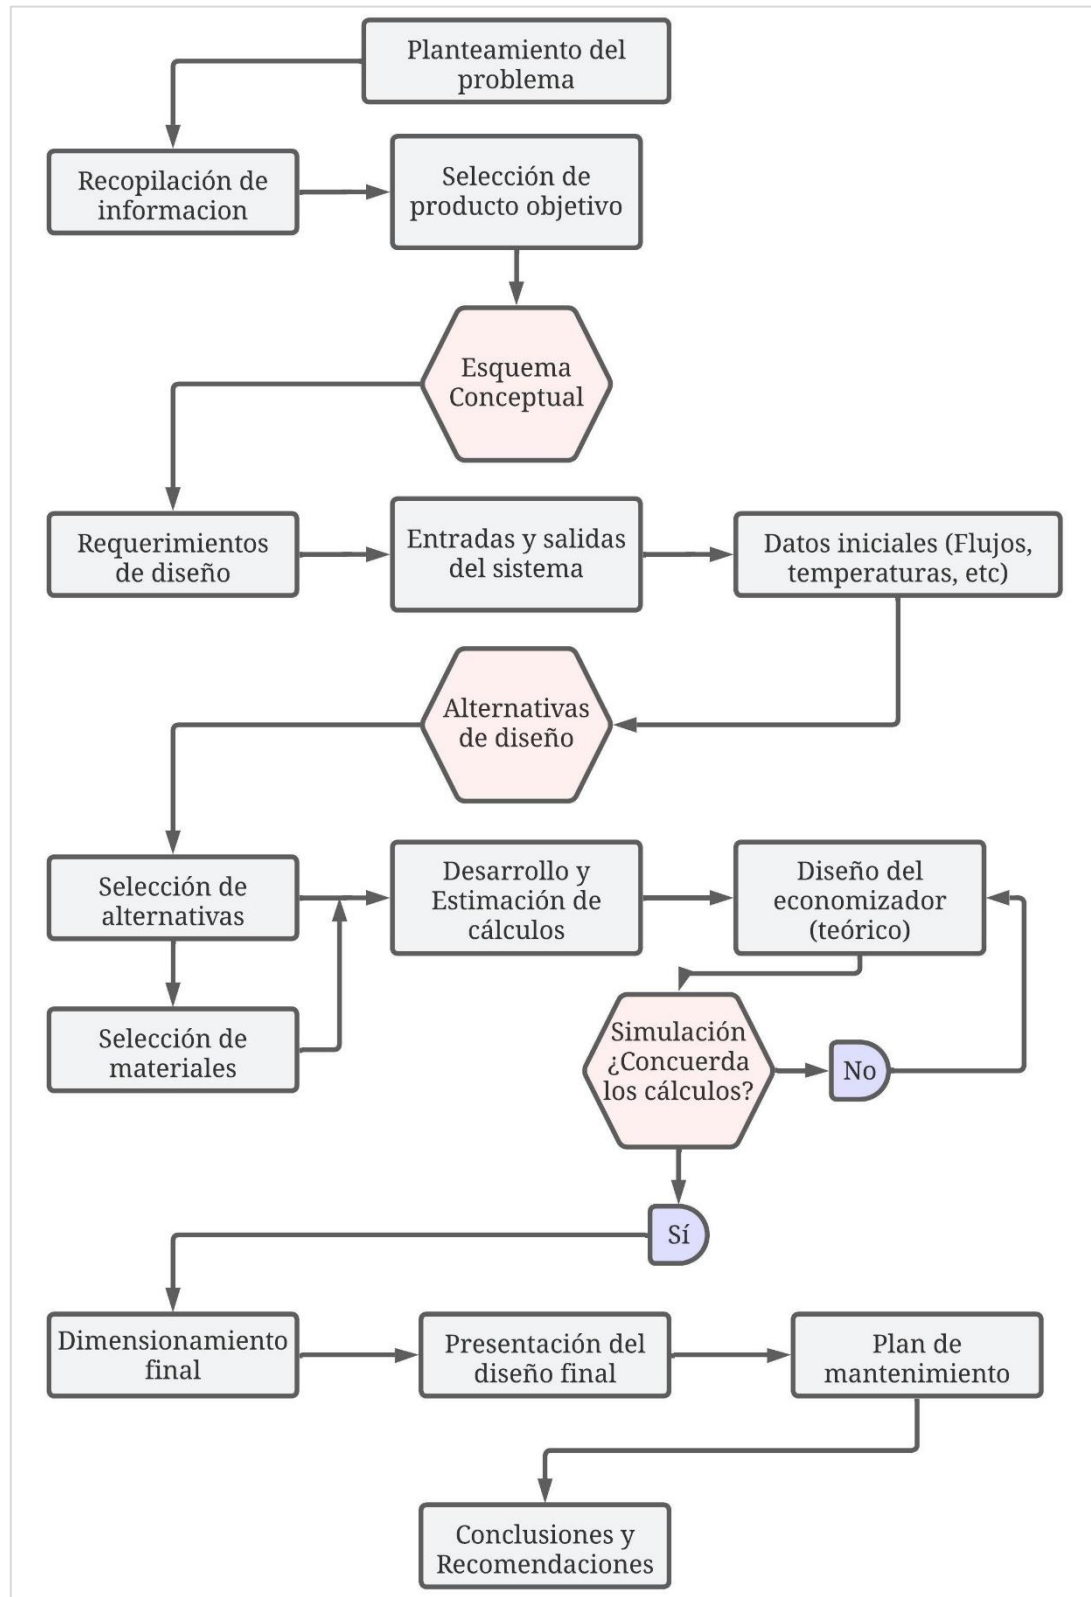 Planteamiento del
problema
Recopilación de
informacion
Selección de
producto objetivo
Esquema
Conceptual
Requerimientos
de diseño
Entradas y salidas
del sistema
Datos iniciales (Flujos,
temperaturas, etc)
Alternativas
de diseño
Selección de
alternativas
Desarrollo y
Estimación de
cálculos
Diseño del
economizador
(teórico)
Selección de
materiales
Simulación
¿Concuerda
los cálculos?
No
Sí
Dimensionamiento
final
Presentación del
diseño final
Plan de
mantenimiento
Conclusiones y
Recomendaciones